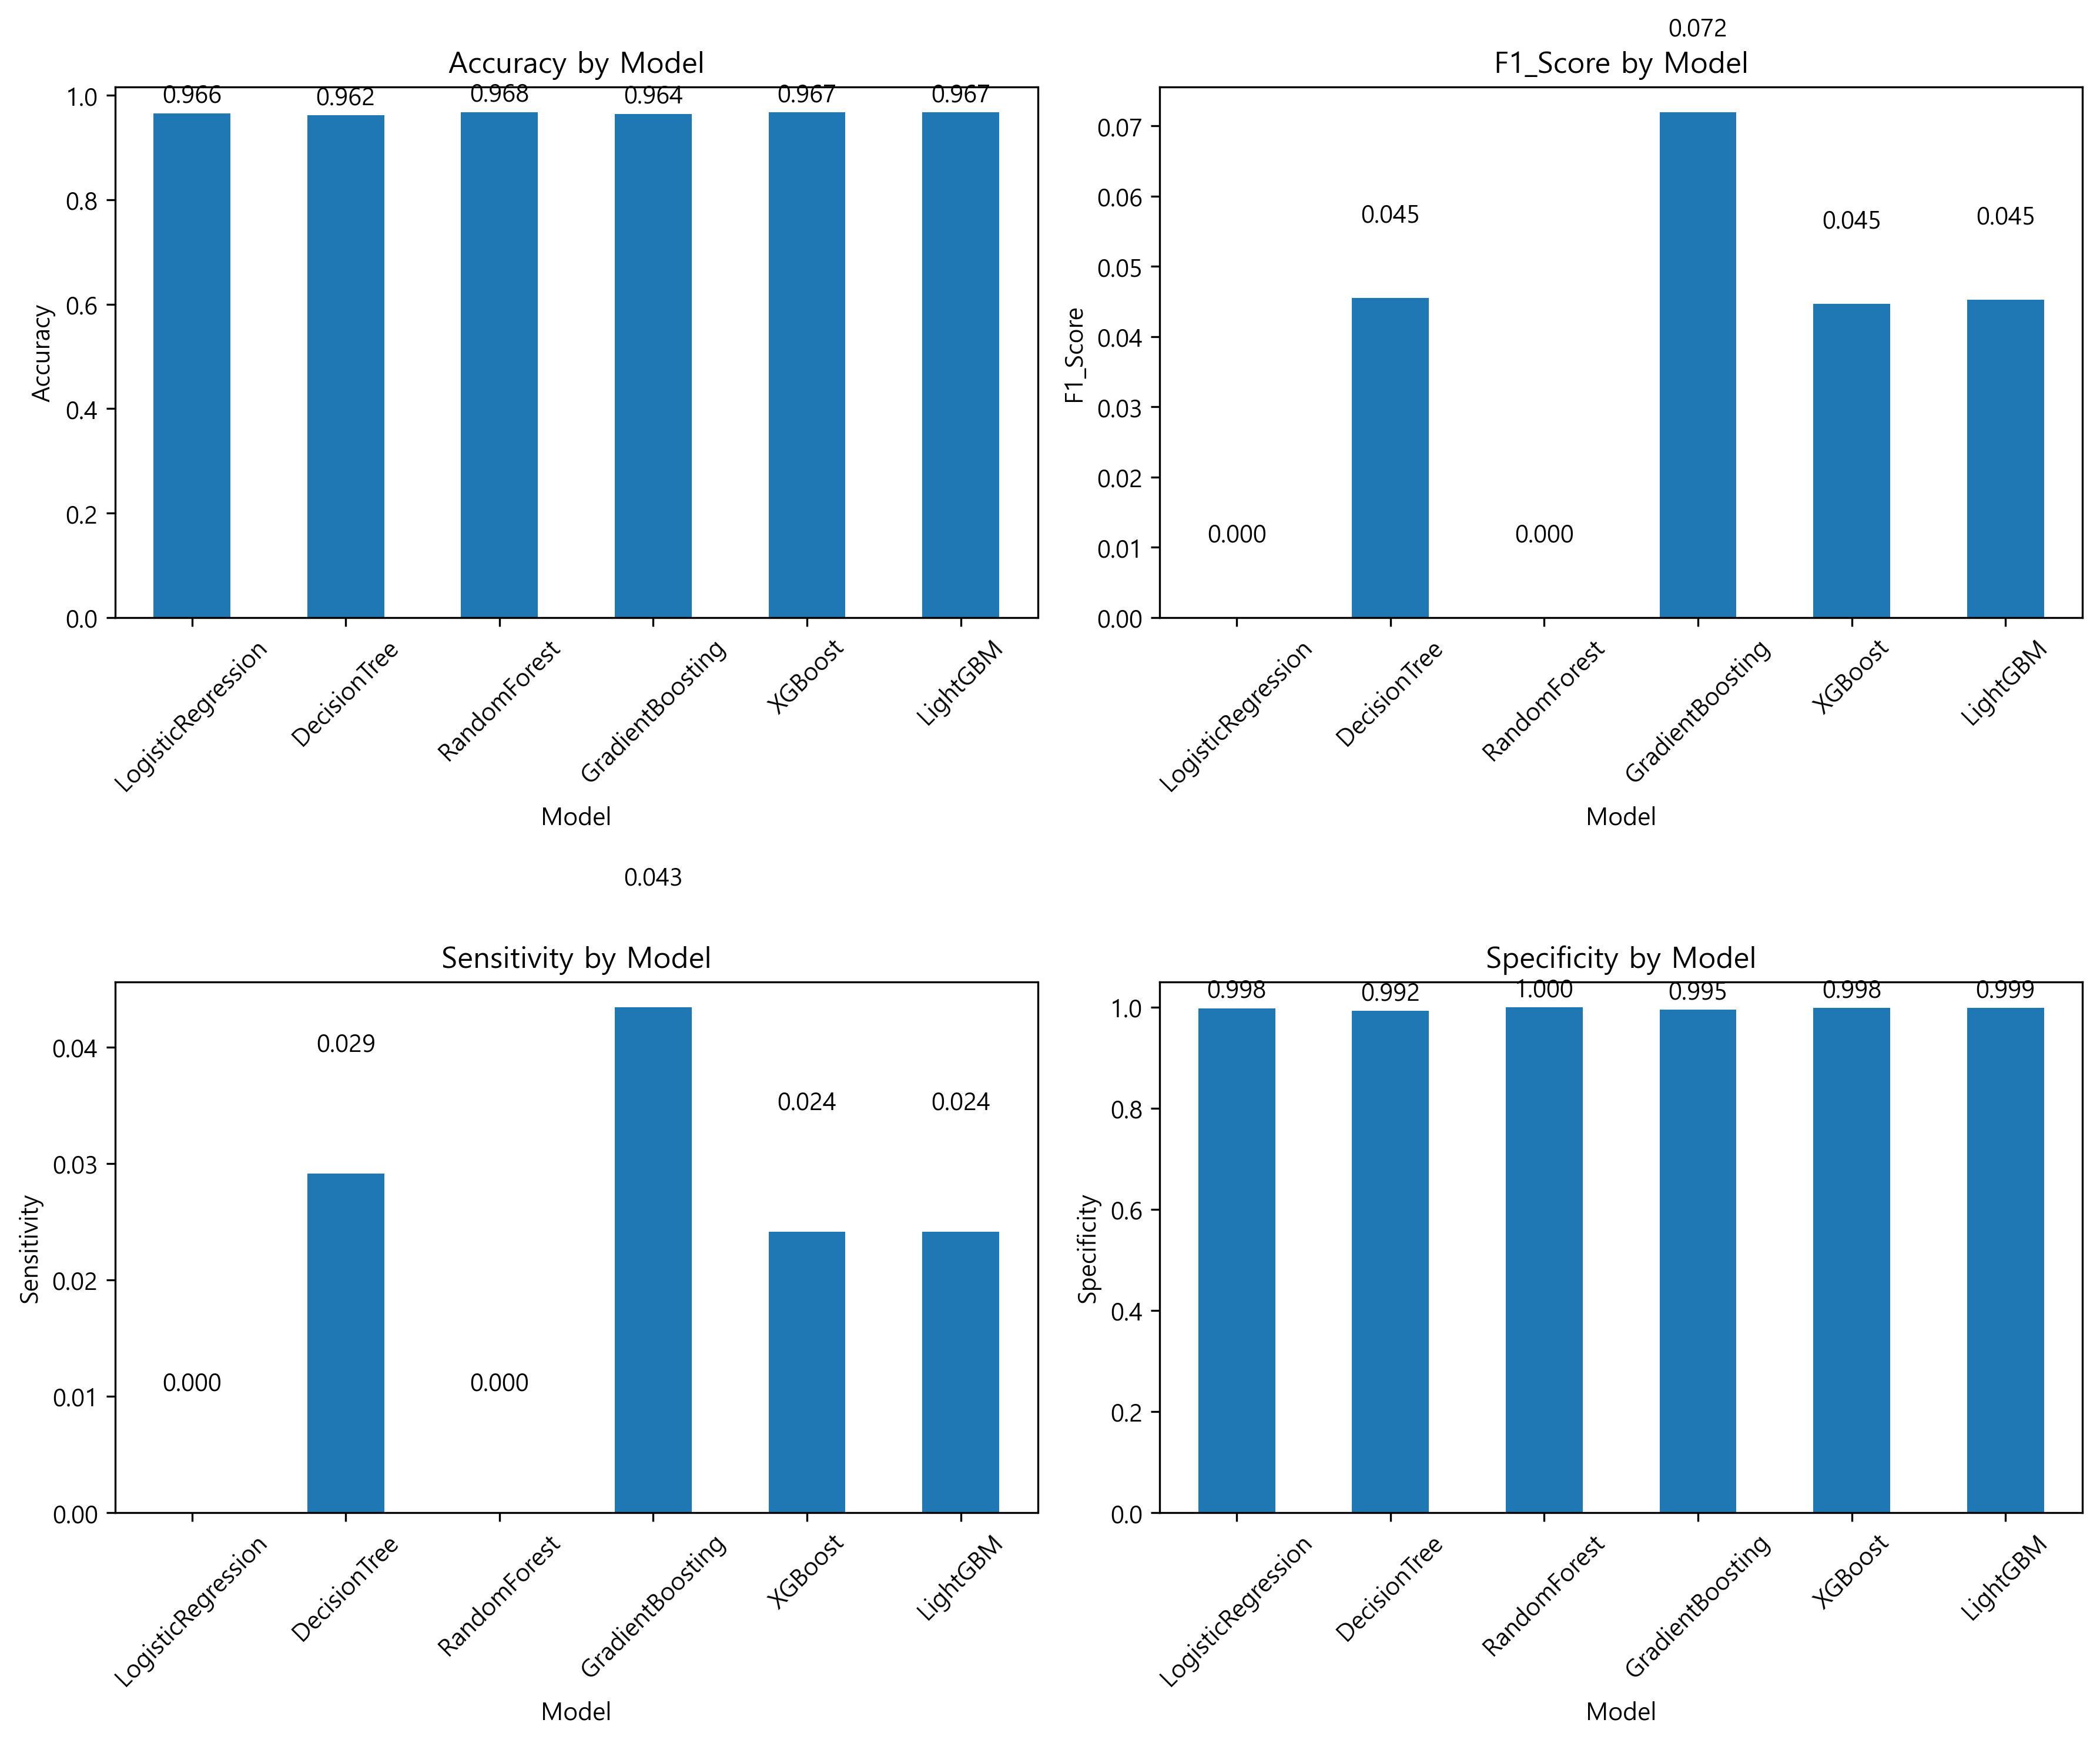 Accuracy by Model
0.966 0.962 0.968 0.964 0.967 0.967
1.0
0.8
0.6
0.4
0.2
0.0
Accuracy
LogisticRegression DecisionTree RandomForest GradientBoosting XGBoost LightGBM
Model
0.072
F1_Score by Model
0.07
0.06
0.05
0.04
0.03
0.02
0.01
0.00
F1_Score
0.000 0.045 0.000 0.045 0.045
LogisticRegression DecisionTree RandomForest GradientBoosting XGBoost LightGBM
Model
0.043
Sensitivity by Model
0.04
0.03
0.02
0.01
0.00
Sensitivity
0.000 0.029 0.000 0.024 0.024
LogisticRegression DecisionTree RandomForest GradientBoosting XGBoost LightGBM
Model
Specificity by Model
0.998 0.992 1.000 0.995 0.998 0.999
1.0
0.8
0.6
0.4
0.2
0.0
Specificity
LogisticRegression DecisionTree RandomForest GradientBoosting XGBoost LightGBM
Model